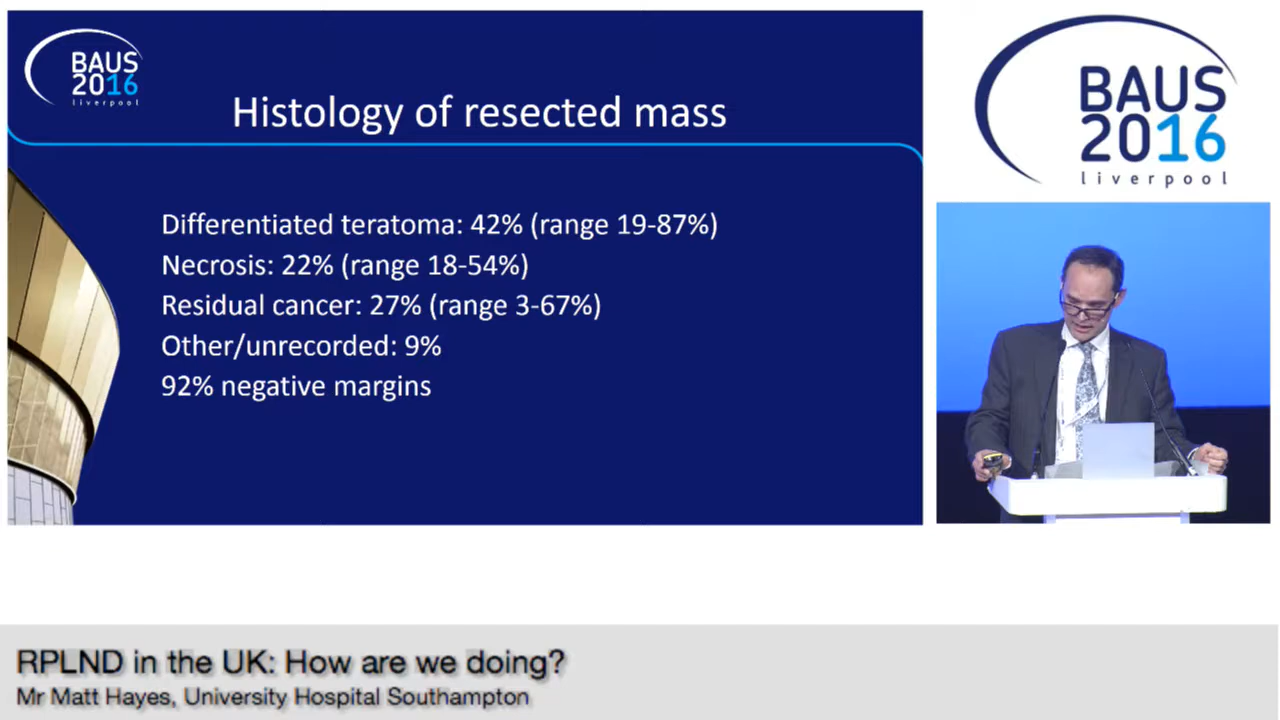 BAUS
2016
liverpool
Histology of resected mass
Differentiated teratoma: 42% (range 19-87%)
Necrosis: 22% (range 18-54%)
Residual cancer: 27% (range 3-67%)
Other/unrecorded: 9%
92% negative margins
BAUS
2016
liverpool
RPLND in the UK: How are we doing?
Mr Matt Hayes, University Hospital Southampton